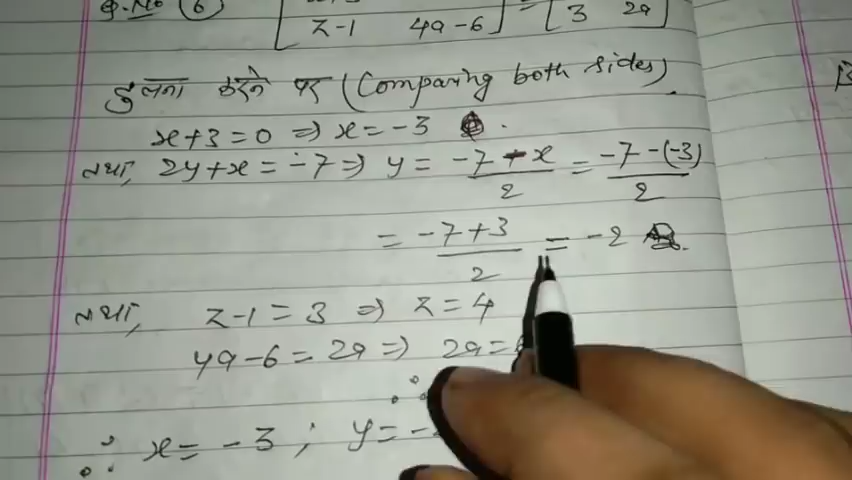 Q.No (6) [ z-1 4a-6 ] = [ 3 2a ]
तुलना करने पर (Comparing both sides).
x+3=0 ⇒ x=-3 .
तथा, 2y+x=-7 ⇒ y = (-7-x)/2 = (-7-(-3))/2
= (-7+3)/2 = -2
तथा, z-1=3 ⇒ z=4
4a-6=2a ⇒ 2a=
∴
∴ x=-3 ; y=-